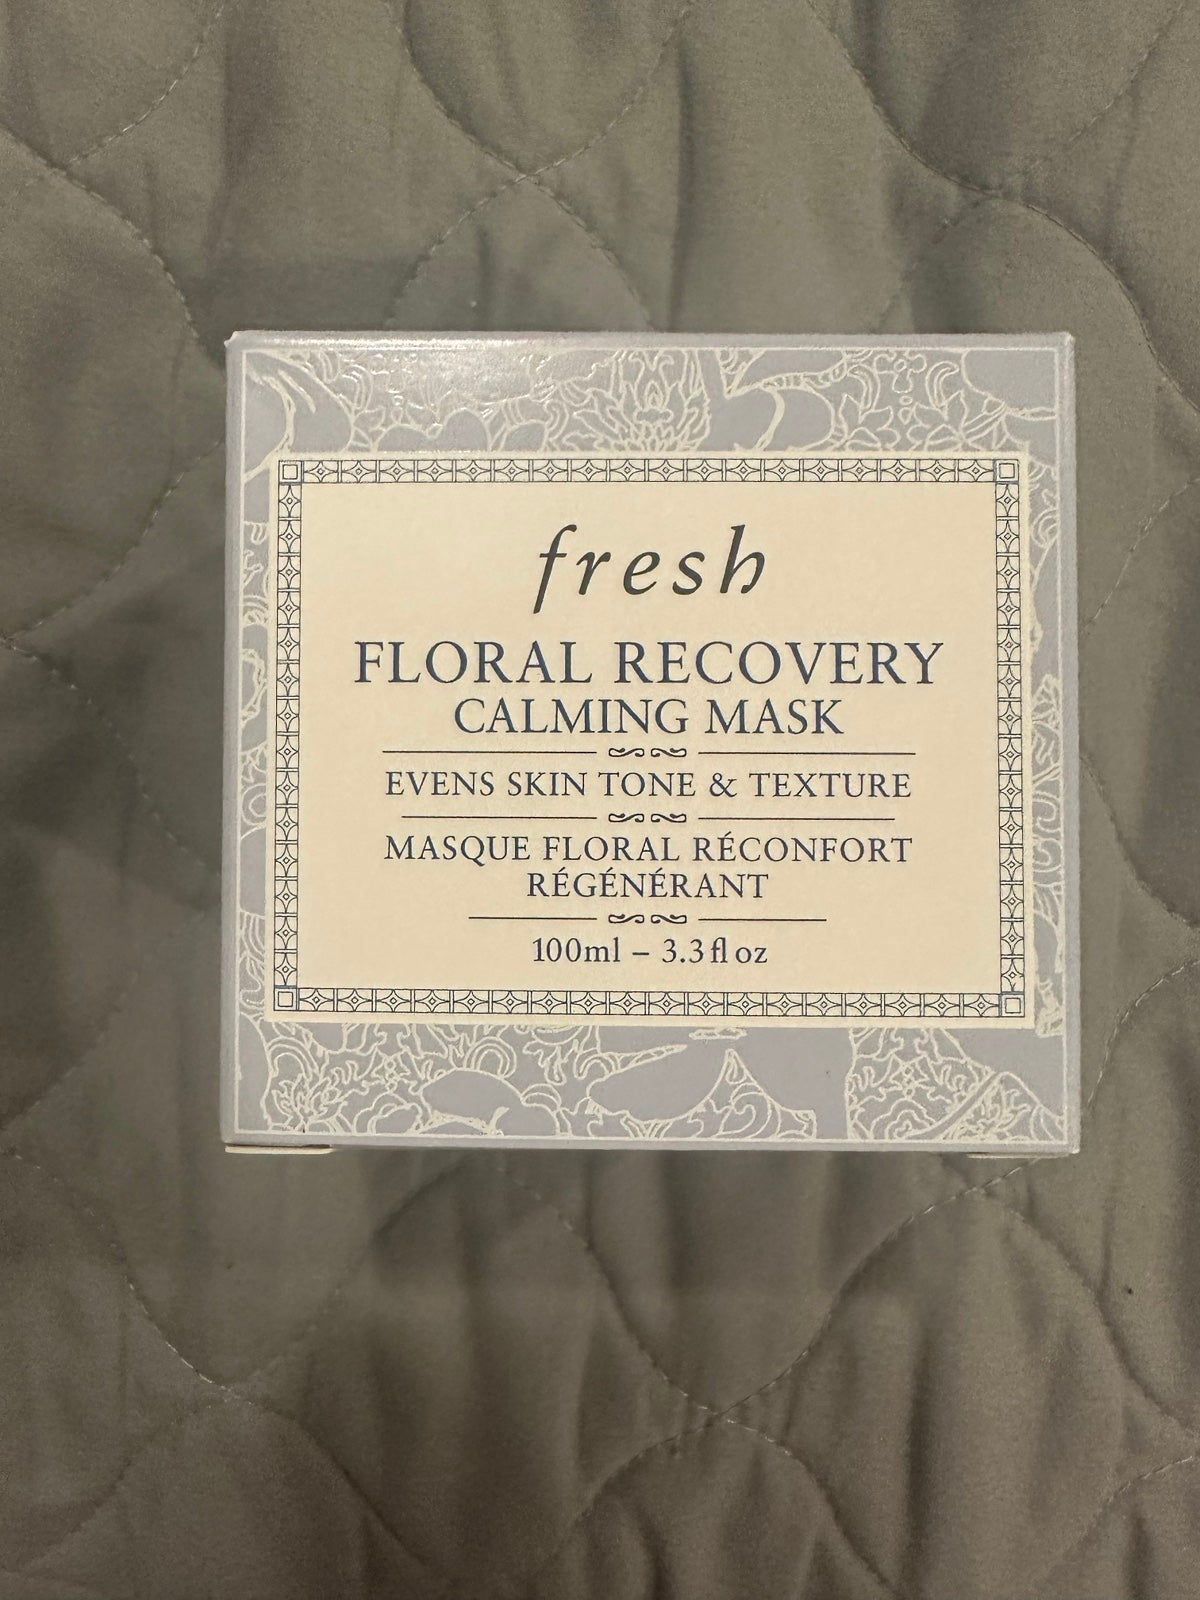 fresh
FLORAL RECOVERY
CALMING MASK
EVENS SKIN TONE & TEXTURE
MASQUE FLORAL RÉCONFORT
RÉGÉNÉRANT
100ml – 3.3 fl oz